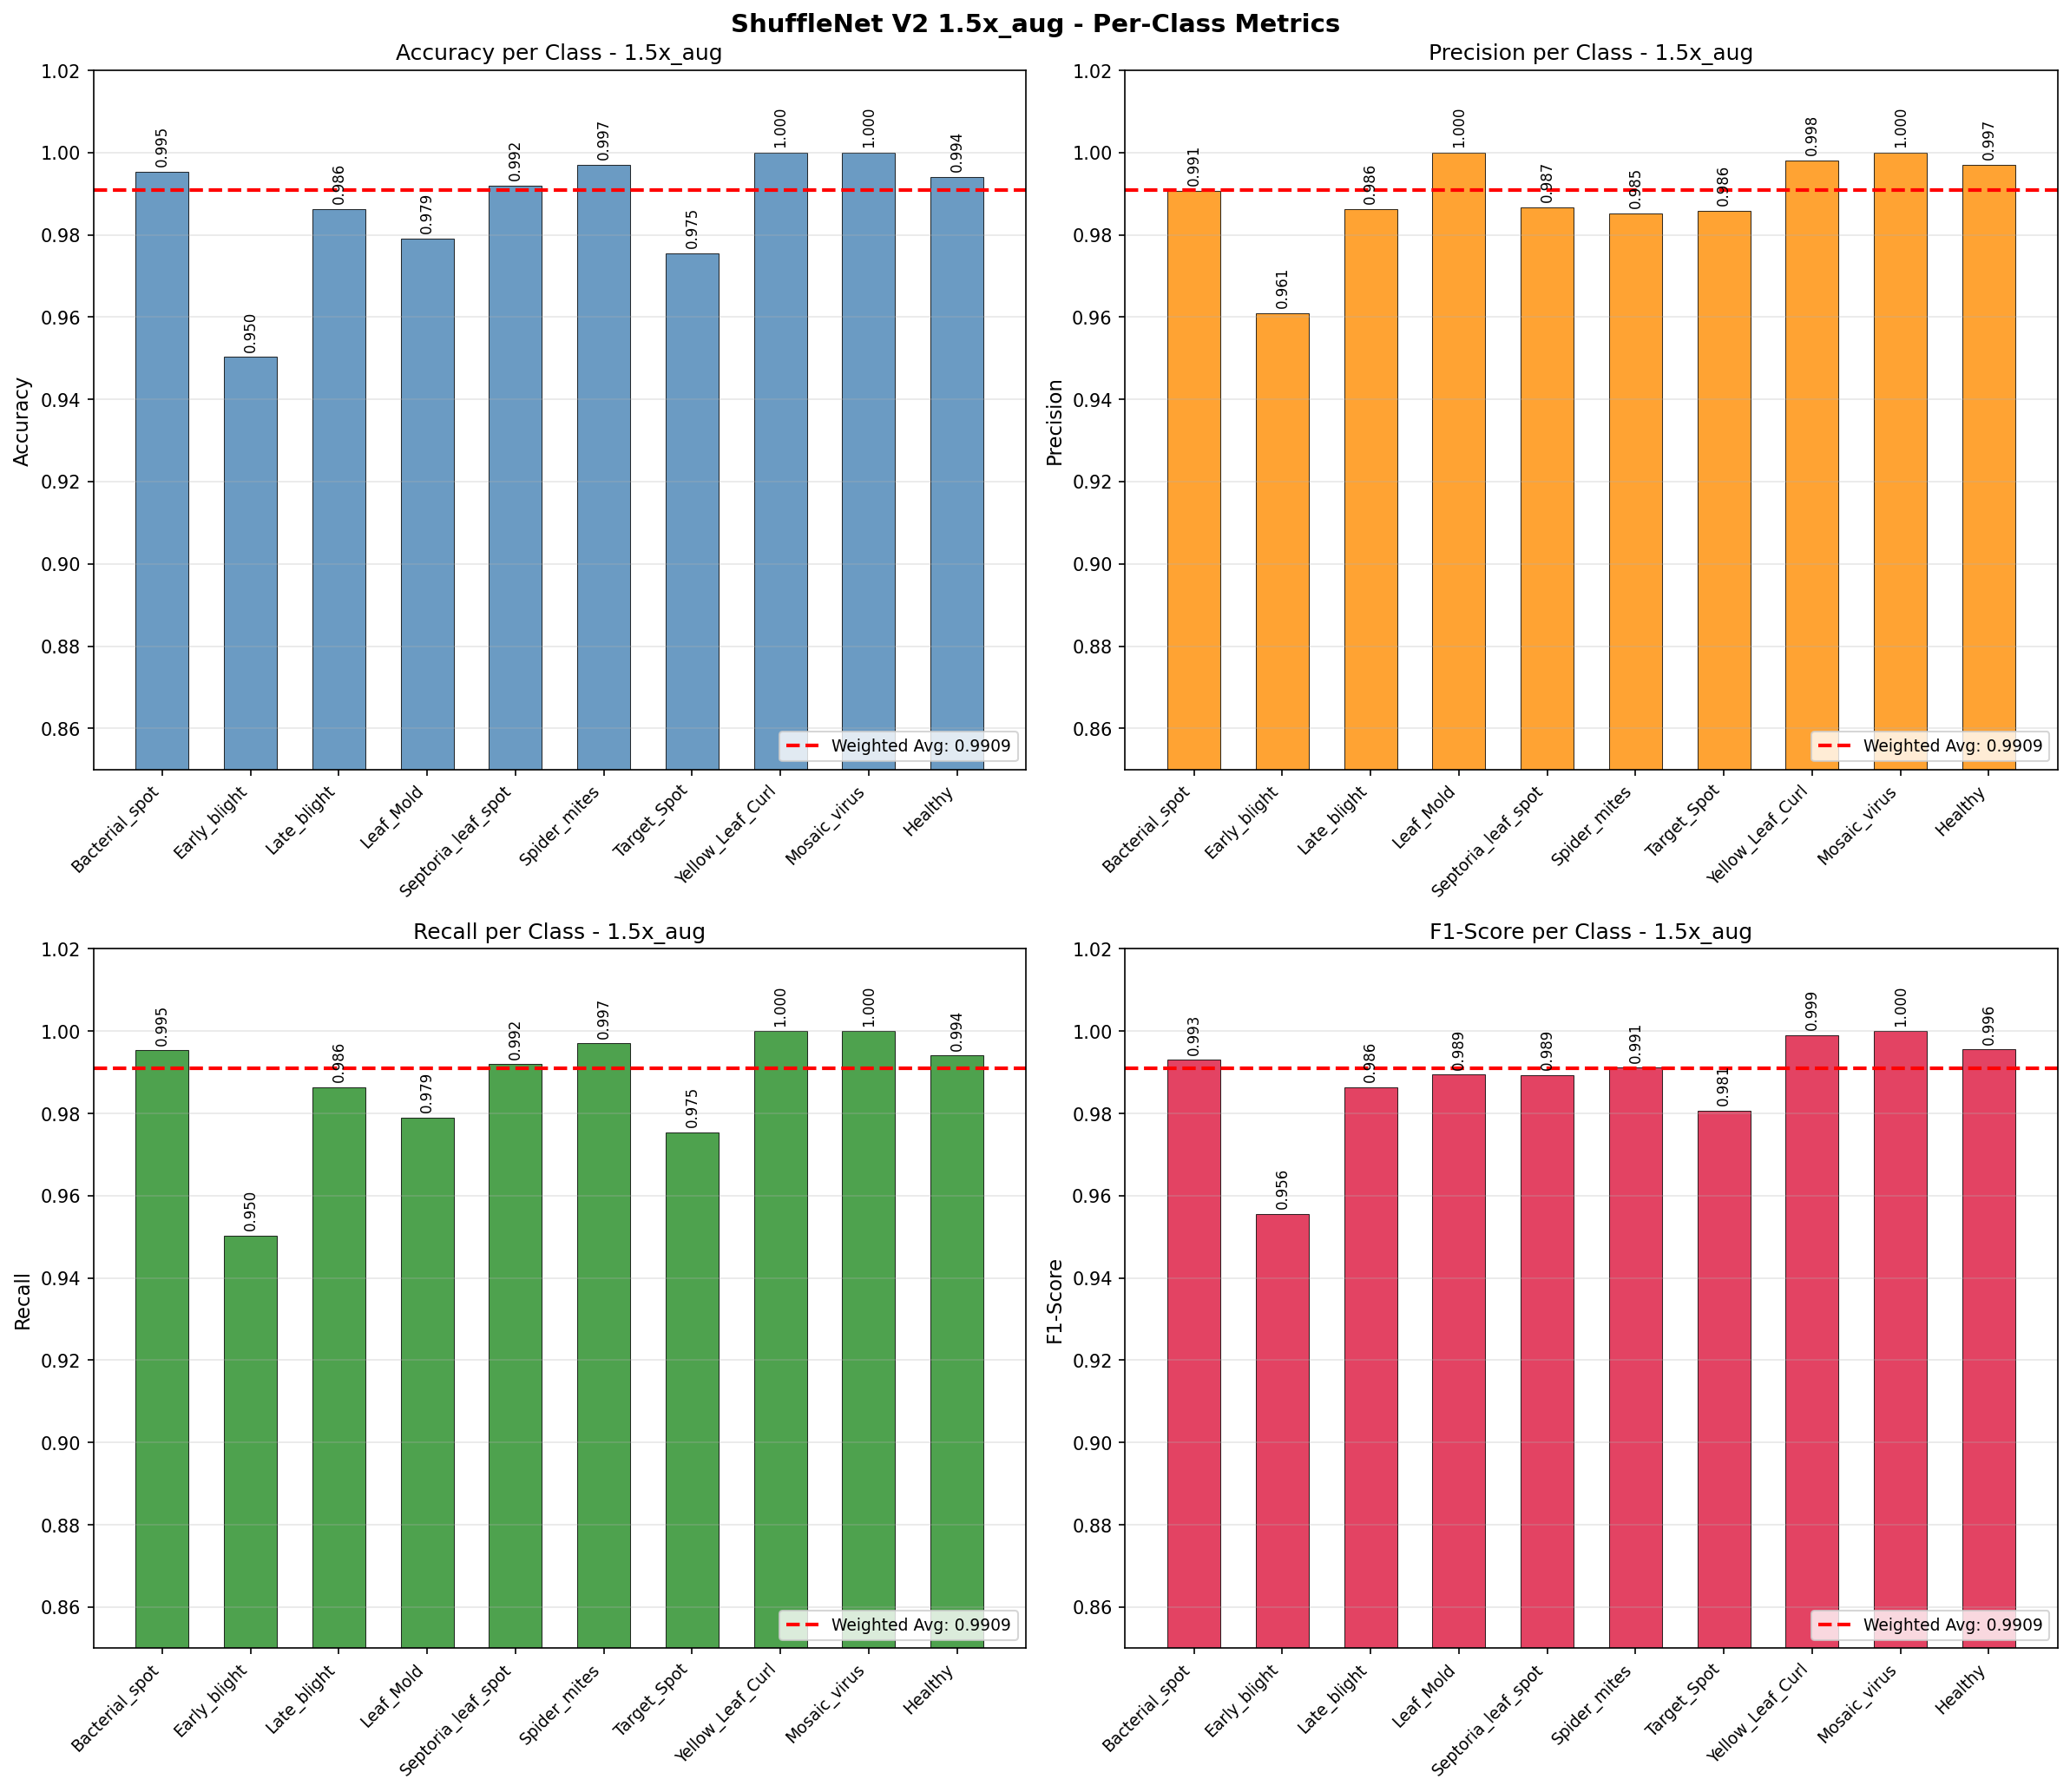 ShuffleNet V2 1.5x_aug - Per-Class Metrics
Accuracy per Class - 1.5x_aug
1.02
1.00
0.98
0.96
0.94
0.92
0.90
0.88
0.86
Accuracy
0.995
0.950
0.986
0.979
0.992
0.997
0.975
1.000
1.000
0.994
Weighted Avg: 0.9909
Bacterial_spot
Early_blight
Late_blight
Leaf_Mold
Septoria_leaf_spot
Spider_mites
Target_Spot
Yellow_Leaf_Curl
Mosaic_virus
Healthy
Precision per Class - 1.5x_aug
1.02
1.00
0.98
0.96
0.94
0.92
0.90
0.88
0.86
Precision
0.991
0.961
0.986
1.000
0.987
0.985
0.986
0.998
1.000
0.997
Weighted Avg: 0.9909
Bacterial_spot
Early_blight
Late_blight
Leaf_Mold
Septoria_leaf_spot
Spider_mites
Target_Spot
Yellow_Leaf_Curl
Mosaic_virus
Healthy
Recall per Class - 1.5x_aug
1.02
1.00
0.98
0.96
0.94
0.92
0.90
0.88
0.86
Recall
0.995
0.950
0.986
0.979
0.992
0.997
0.975
1.000
1.000
0.994
Weighted Avg: 0.9909
Bacterial_spot
Early_blight
Late_blight
Leaf_Mold
Septoria_leaf_spot
Spider_mites
Target_Spot
Yellow_Leaf_Curl
Mosaic_virus
Healthy
F1-Score per Class - 1.5x_aug
1.02
1.00
0.98
0.96
0.94
0.92
0.90
0.88
0.86
F1-Score
0.993
0.956
0.986
0.989
0.989
0.991
0.981
0.999
1.000
0.996
Weighted Avg: 0.9909
Bacterial_spot
Early_blight
Late_blight
Leaf_Mold
Septoria_leaf_spot
Spider_mites
Target_Spot
Yellow_Leaf_Curl
Mosaic_virus
Healthy